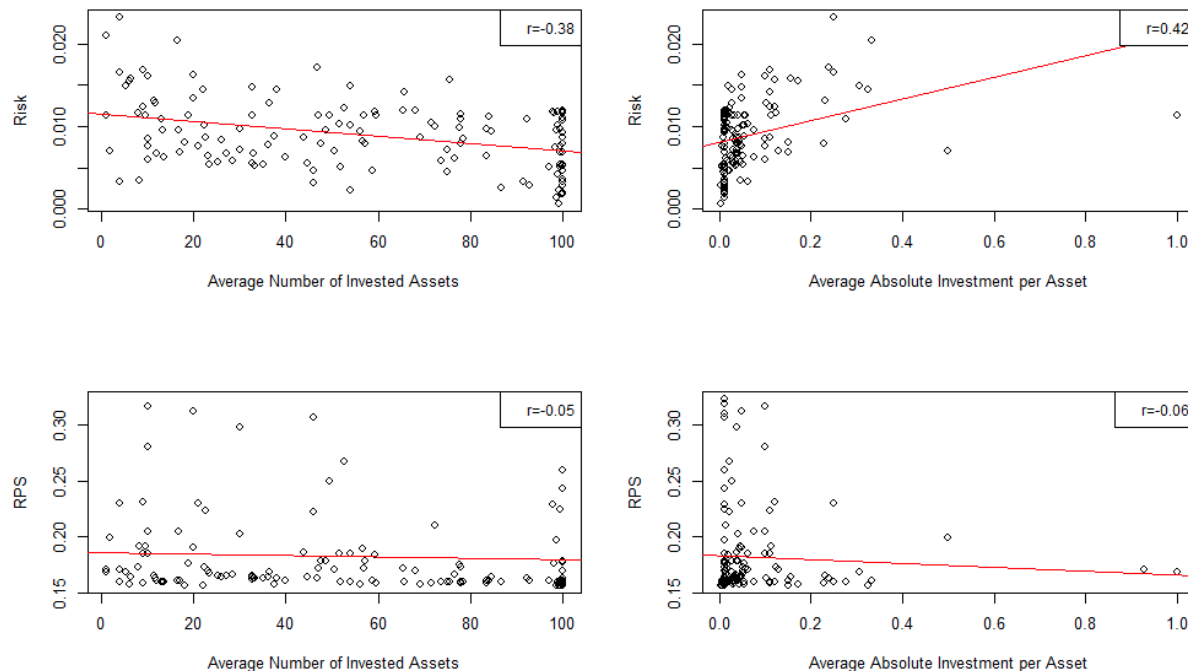 r=-0.38
Risk
0.000
0.010
0.020
0 20 40 60 80 100
Average Number of Invested Assets
r=0.42
Risk
0.000
0.010
0.020
0.0 0.2 0.4 0.6 0.8 1.0
Average Absolute Investment per Asset
r=-0.05
RPS
0.15
0.20
0.25
0.30
0 20 40 60 80 100
Average Number of Invested Assets
r=-0.06
RPS
0.15
0.20
0.25
0.30
0.0 0.2 0.4 0.6 0.8 1.0
Average Absolute Investment per Asset